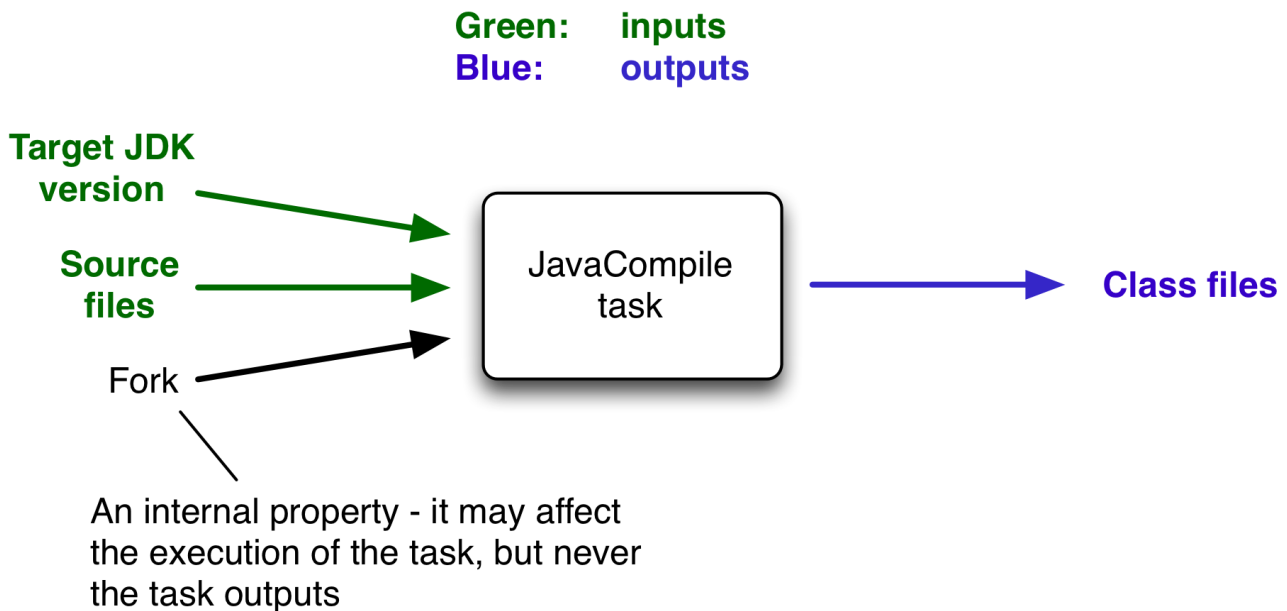 Green: inputs
Blue: outputs
Target JDK
version
Source
files
Fork
JavaCompile
task
Class files
An internal property - it may affect
the execution of the task, but never
the task outputs